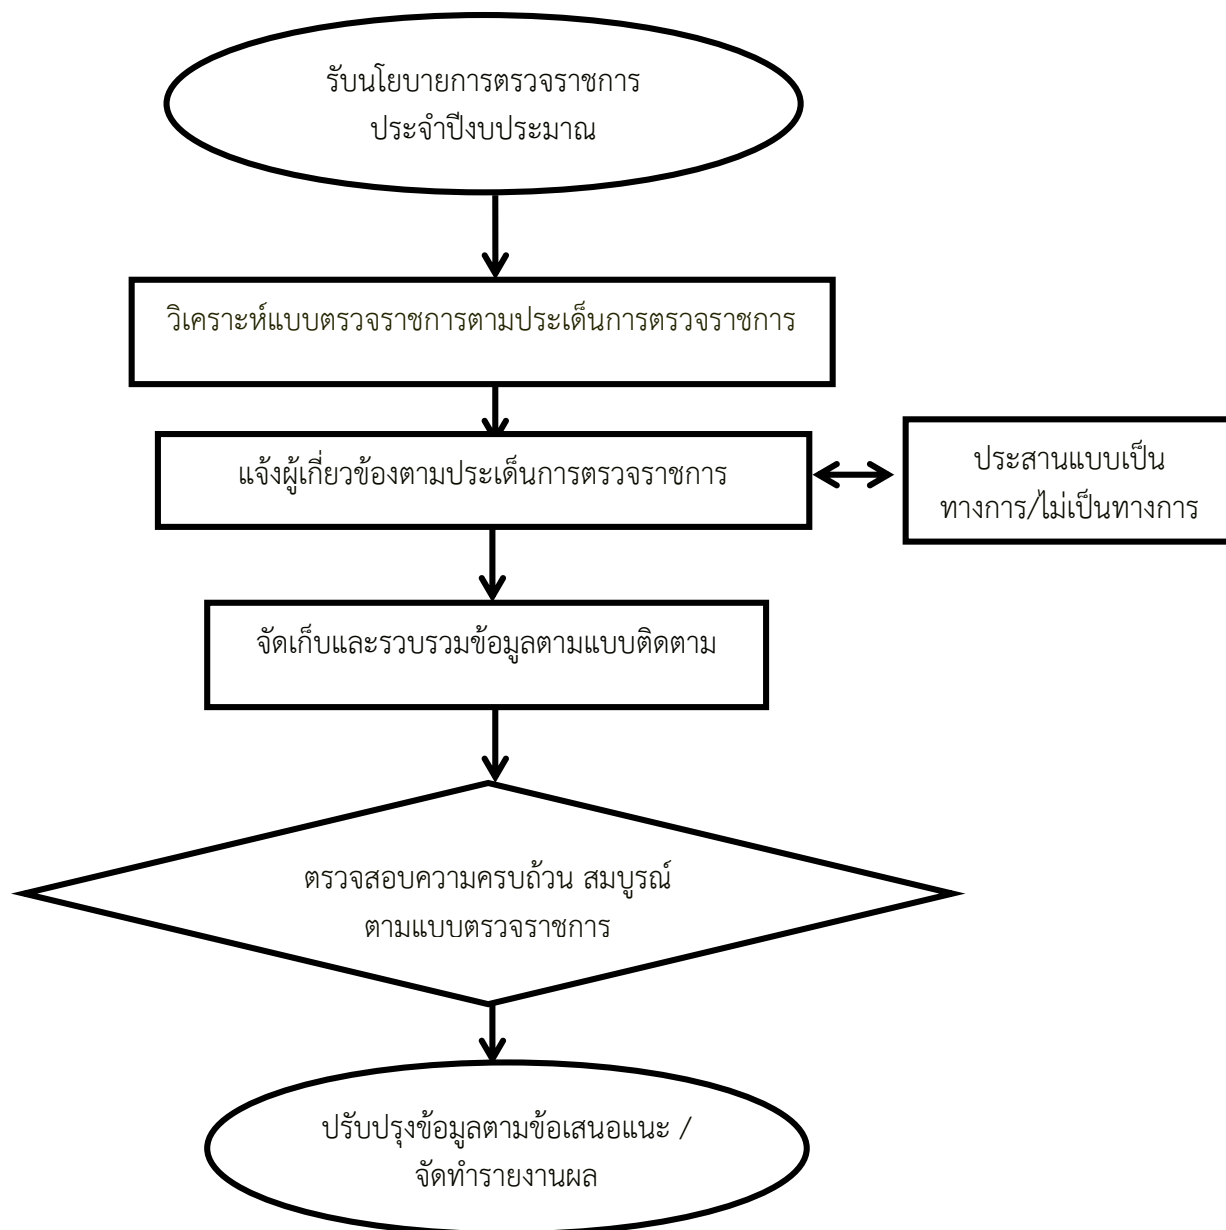 รับนโยบายการตรวจราชการ
ประจำปีงบประมาณ
วิเคราะห์แบบตรวจราชการตามประเด็นการตรวจราชการ
แจ้งผู้เกี่ยวข้องตามประเด็นการตรวจราชการ
ประสานแบบเป็น
ทางการ/ไม่เป็นทางการ
จัดเก็บและรวบรวมข้อมูลตามแบบติดตาม
ตรวจสอบความครบถ้วน สมบูรณ์
ตามแบบตรวจราชการ
ปรับปรุงข้อมูลตามข้อเสนอแนะ /
จัดทำรายงานผล